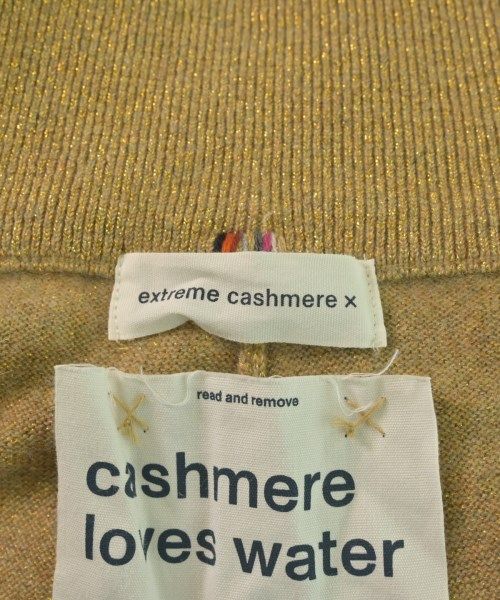 extreme cashmere x
read and remove
cashmere
loves water